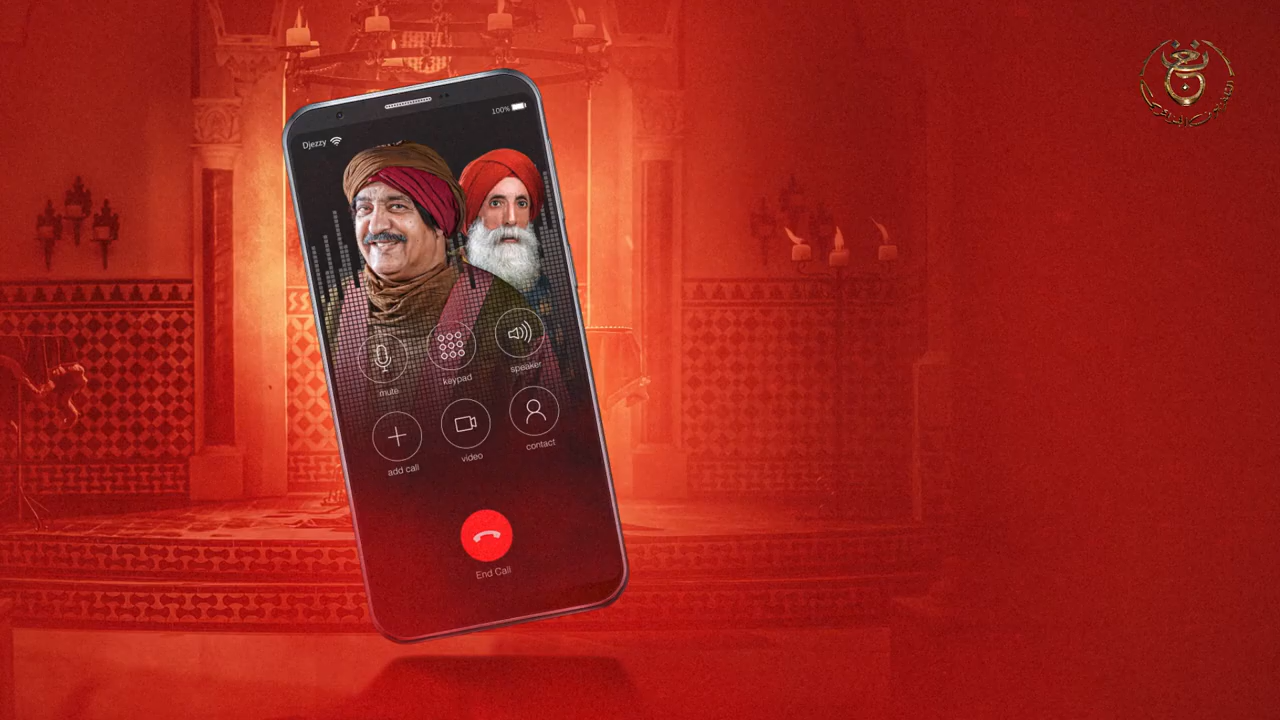 Djezzy
100%
mute
keypad
speaker
add call
video
contact
End Call